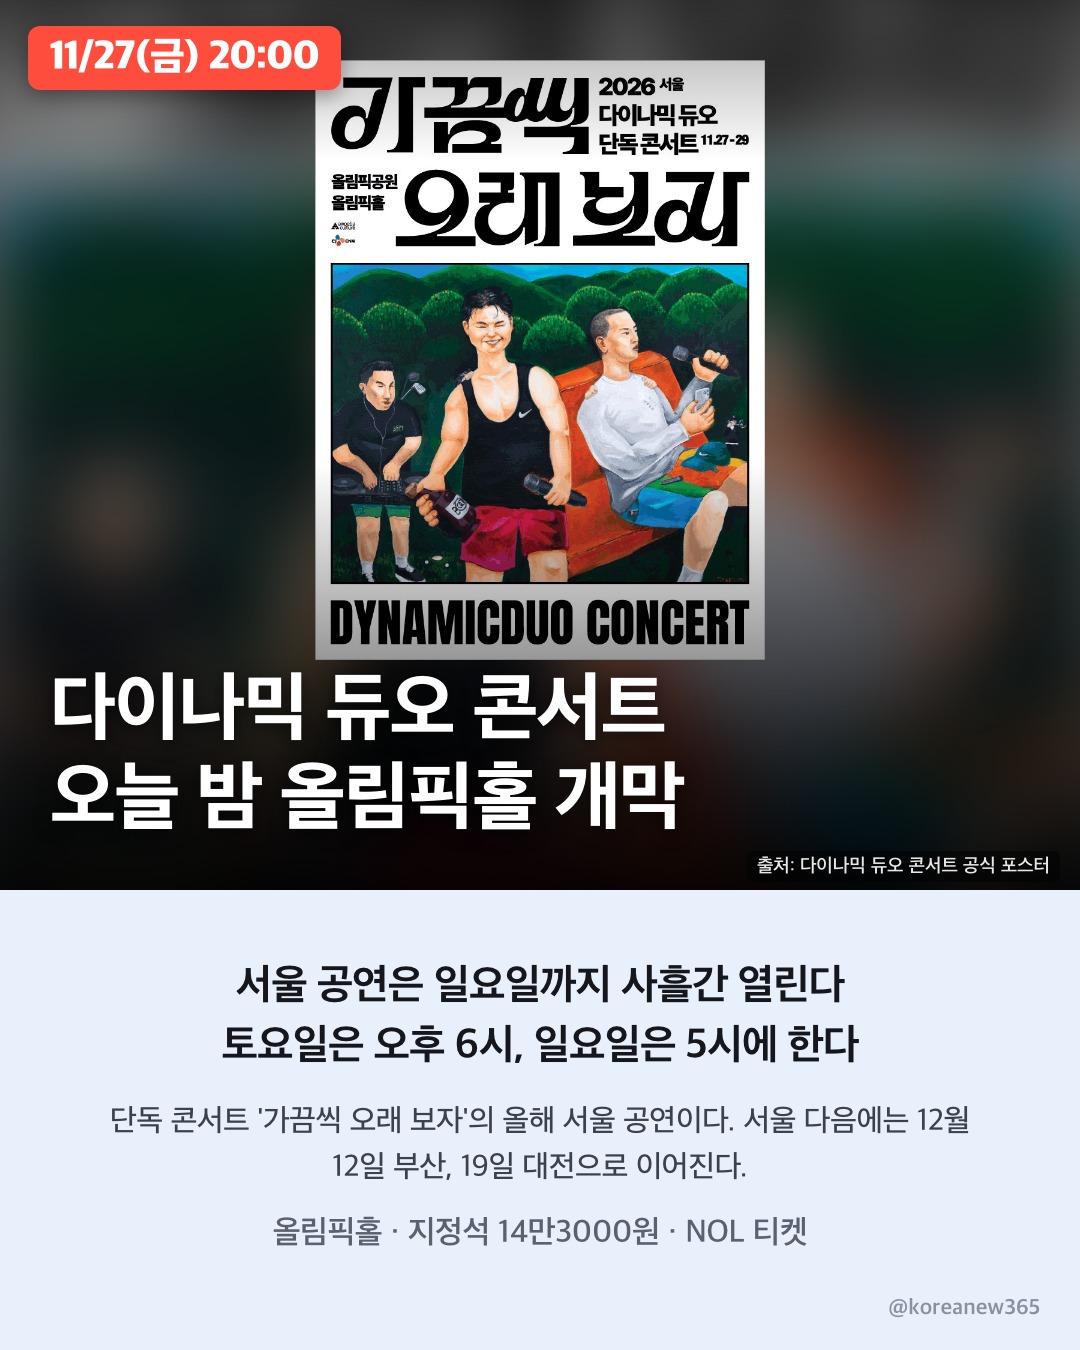 11/27(금) 20:00
가끔씩
2026 서울
다이나믹 듀오
단독 콘서트 11.27-29
올림픽공원
올림픽홀
오래 보자
DYNAMICDUO CONCERT
다이나믹 듀오 콘서트
오늘 밤 올림픽홀 개막
출처: 다이나믹 듀오 콘서트 공식 포스터
서울 공연은 일요일까지 사흘간 열린다
토요일은 오후 6시, 일요일은 5시에 한다
단독 콘서트 '가끔씩 오래 보자'의 올해 서울 공연이다. 서울 다음에는 12월
12일 부산, 19일 대전으로 이어진다.
올림픽홀 · 지정석 14만3000원 · NOL 티켓
@koreanew365